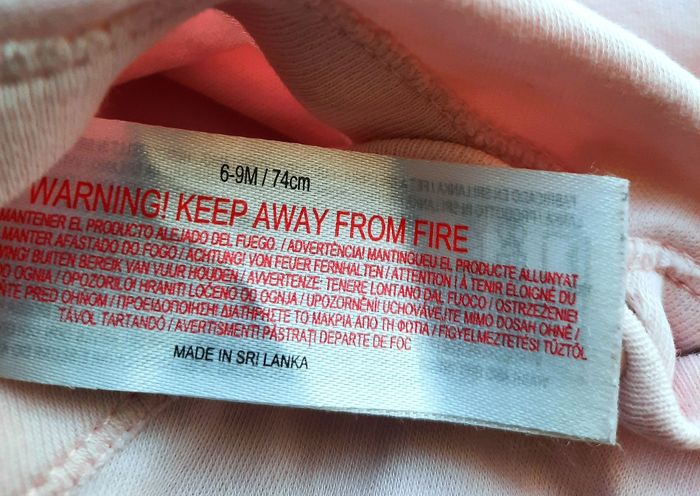 6-9M / 74cm
WARNING! KEEP AWAY FROM FIRE
MANTENER EL PRODUCTO ALEJADO DEL FUEGO. / ADVERTÈNCIA! MANTINGUEU EL PRODUCTE ALLUNYAT
MANTER AFASTADO DO FOGO / ACHTUNG! VON FEUER FERNHALTEN / ATTENTION ! À TENIR ÉLOIGNÉ DU
BUITEN BEREIK VAN VUUR HOUDEN / AVVERTENZE: TENERE LONTANO DAL FUOCO / OSTRZEŻENIE!
OGNIA / OPOZORILO! HRANITI LOČENO OD OGNJA / UPOZORNĚNÍ! UCHOVÁVEJTE MIMO DOSAH OHNĚ /
PRED OHNOM / ΠΡΟΕΙΔΟΠΟΙΗΣΗ! ΔΙΑΤΗΡΗΣΤΕ ΤΟ ΜΑΚΡΙΑ ΑΠΟ ΤΗ ΦΩΤΙΑ / FIGYELMEZTETÉS! TŰZTŐL
TÁVOL TARTANDÓ / AVERTISMENT! PĂSTRAȚI DEPARTE DE FOC
MADE IN SRI LANKA